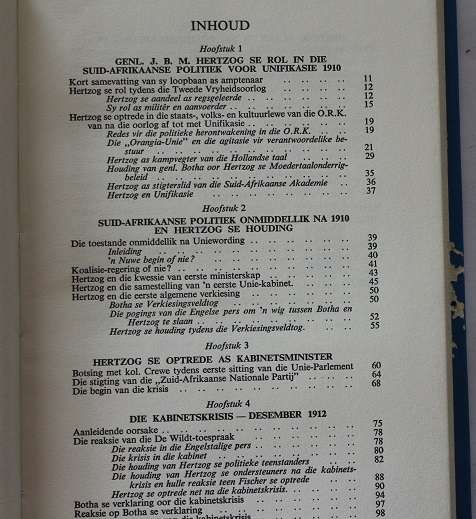 INHOUD
Hoofstuk 1
GENL. J. B. M. HERTZOG SE ROL IN DIE
SUID-AFRIKAANSE POLITIEK VOOR UNIFIKASIE 1910
Kort samevatting van sy loopbaan as amptenaar .. .. .. .. 11
Hertzog se rol tydens die Tweede Vryheidsoorlog .. .. .. .. 12
Hertzog se aandeel as regsgeleerde .. .. .. .. .. .. 12
Sy rol as militêr en aanvoerder .. .. .. .. .. .. .. 15
Hertzog se optrede in die staats-, volks- en kultuurlewe van die O.R.K.
van na die oorlog af tot met Unifikasie .. .. .. .. .. .. 19
Redes vir die politieke herontwakening in die O.R.K. .. .. 19
Die „Orangia-Unie” en die agitasie vir verantwoordelike be-
stuur .. .. .. .. .. .. .. .. .. .. 21
Hertzog as kampvegter van die Hollandse taal .. .. .. 29
Houding van genl. Botha oor Hertzog se Moedertaalonderrig-
beleid .. .. .. .. .. .. .. .. .. .. 35
Hertzog as stigterslid van die Suid-Afrikaanse Akademie .. 36
Hertzog en Unifikasie .. .. .. .. .. .. .. .. 37
Hoofstuk 2
SUID-AFRIKAANSE POLITIEK ONMIDDELLIK NA 1910
EN HERTZOG SE HOUDING
Die toestande onmiddellik na Uniewording .. .. .. .. .. 39
Inleiding .. .. .. .. .. .. .. .. .. 39
'n Nuwe begin of nie? .. .. .. .. .. .. .. 40
Koalisie-regering of nie? .. .. .. .. .. .. .. .. 41
Hertzog en die kwessie van eerste ministerskap .. .. .. .. 43
Hertzog en die samestelling van 'n eerste Unie-kabinet. .. .. .. 45
Hertzog en die eerste algemene verkiesing .. .. .. .. .. 50
Botha se Verkiesingsveldtog .. .. .. .. .. .. 50
Die pogings van die Engelse pers om 'n wig tussen Botha en
Hertzog te slaan .. .. .. .. .. .. .. .. 52
Hertzog se houding tydens die Verkiesingsveldtog. .. .. .. 55
Hoofstuk 3
HERTZOG SE OPTREDE AS KABINETSMINISTER
Botsing met kol. Crewe tydens eerste sitting van die Unie-Parlement 60
Die stigting van die „Zuid-Afrikaanse Nationale Partij” .. .. .. 64
Die begin van die krisis .. .. .. .. .. .. .. .. 68
Hoofstuk 4
DIE KABINETSKRISIS — DESEMBER 1912
Aanleidende oorsake .. .. .. .. .. .. .. .. .. 75
Die reaksie van die De Wildt-toespraak .. .. .. .. .. 78
Die reaksie in die Engelstalige pers .. .. .. .. .. 78
Die krisis in die kabinet .. .. .. .. .. .. .. 80
Die houding van Hertzog se politieke teenstanders .. .. 82
Die houding van Hertzog se ondersteuners na die kabinets-
krisis en hulle reaksie teen Fischer se optrede .. .. .. 88
Hertzog se optrede net na die kabinetskrisis. .. .. .. .. 90
Botha se verklaring oor die kabinetskrisis .. .. .. .. .. 94
Reaksie op Botha se verklaring .. .. .. .. .. .. .. 97
98